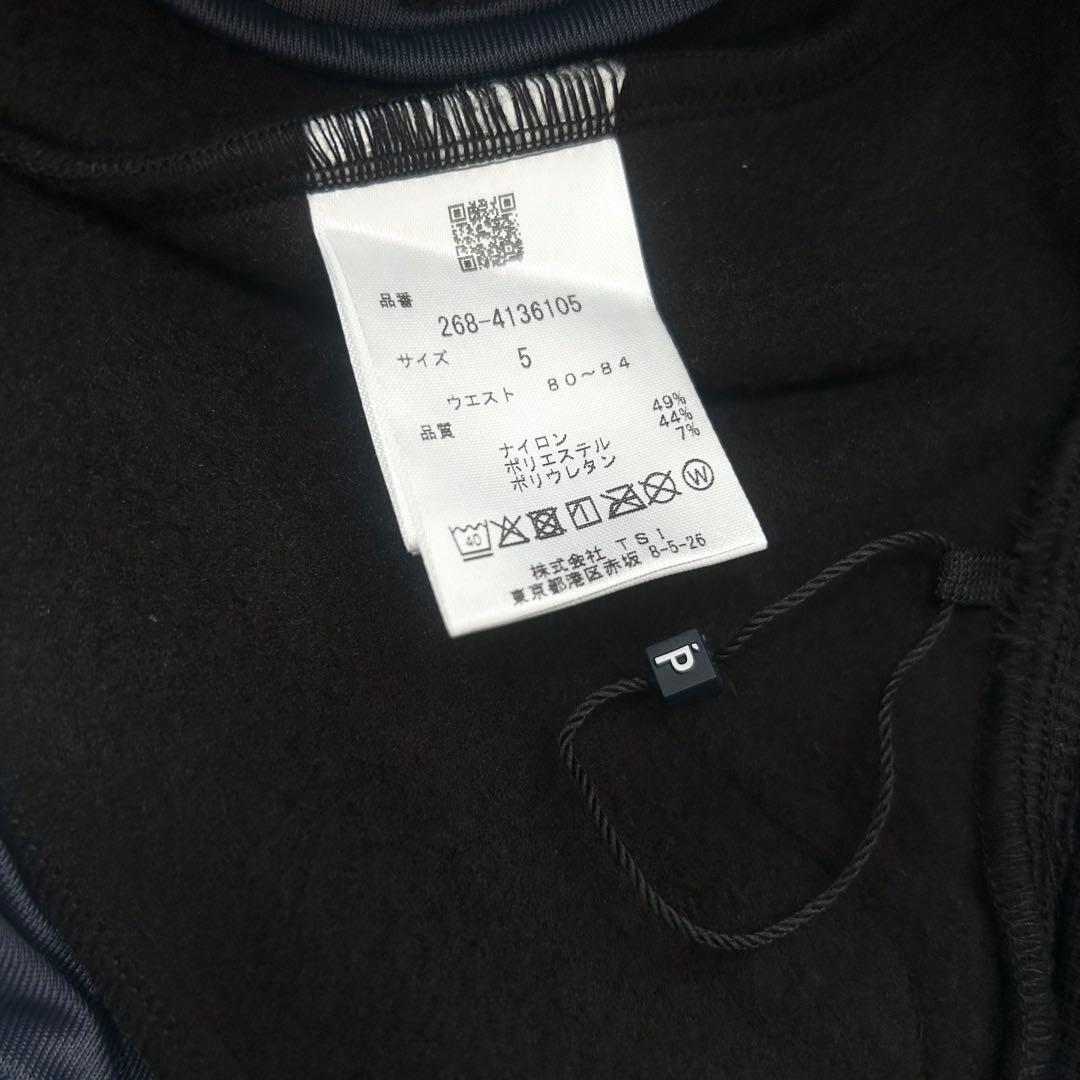 品番
268-4136105
サイズ 5
ウエスト 80～84
品質
ナイロン 49%
ポリエステル 44%
ポリウレタン 7%
40 W
株式会社 TSI
東京都港区赤坂 8-5-26
P